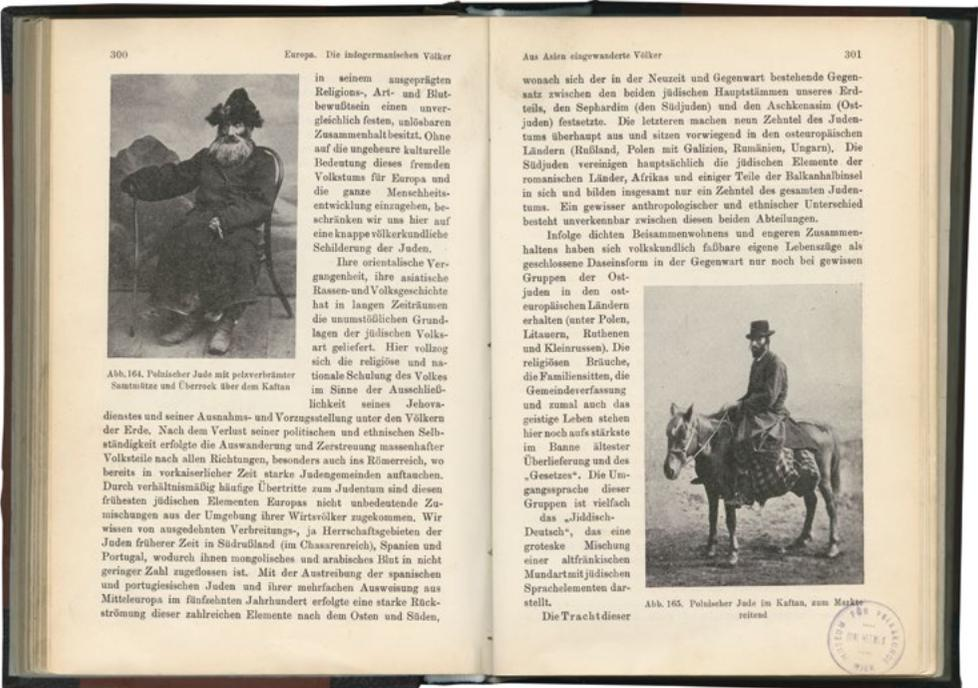 300
Europa. Die indogermanischen Völker
in seinem ausgeprägten
Religions-, Art- und Blut-
bewußtsein einen unver-
gleichlich festen, unlösbaren
Zusammenhalt besitzt. Ohne
auf die ungeheure kulturelle
Bedeutung dieses fremden
Volkstums für Europa und
die ganze Menschheits-
entwicklung einzugehen, be-
schränken wir uns hier auf
eine knappe völkerkundliche
Schilderung der Juden.
Ihre orientalische Ver-
gangenheit, ihre asiatische
Rassen- und Volksgeschichte
hat in langen Zeiträumen
die unumstößlichen Grund-
lagen der jüdischen Volks-
art geliefert. Hier vollzog
sich die religiöse und na-
tionale Schulung des Volkes
im Sinne der Ausschließ-
lichkeit seines Jehova-
Abb. 164. Polnischer Jude mit pelzverbrämter
Samtmütze und Überrock über dem Kaftan
dienstes und seiner Ausnahms- und Vorzugsstellung unter den Völkern
der Erde. Nach dem Verlust seiner politischen und ethnischen Selb-
ständigkeit erfolgte die Auswanderung und Zerstreuung massenhafter
Volksteile nach allen Richtungen, besonders auch ins Römerreich, wo
bereits in vorkaiserlicher Zeit starke Judengemeinden auftauchen.
Durch verhältnismäßig häufige Übertritte zum Judentum sind diesen
frühesten jüdischen Elementen Europas nicht unbedeutende Zu-
mischungen aus der Umgebung ihrer Wirtsvölker zugekommen. Wir
wissen von ausgedehnten Verbreitungs-, ja Herrschaftsgebieten der
Juden früherer Zeit in Südrußland (im Chasarenreich), Spanien und
Portugal, wodurch ihnen mongolisches und arabisches Blut in nicht
geringer Zahl zugeflossen ist. Mit der Austreibung der spanischen
und portugiesischen Juden und ihrer mehrfachen Ausweisung aus
Mitteleuropa im fünfzehnten Jahrhundert erfolgte eine starke Rück-
strömung dieser zahlreichen Elemente nach dem Osten und Süden,
Aus Asien eingewanderte Völker
301
wonach sich der in der Neuzeit und Gegenwart bestehende Gegen-
satz zwischen den beiden jüdischen Hauptstämmen unseres Erd-
teils, den Sephardim (den Südjuden) und den Aschkenasim (Ost-
juden) festsetzte. Die letzteren machen neun Zehntel des Juden-
tums überhaupt aus und sitzen vorwiegend in den osteuropäischen
Ländern (Rußland, Polen mit Galizien, Rumänien, Ungarn). Die
Südjuden vereinigen hauptsächlich die jüdischen Elemente der
romanischen Länder, Afrikas und einiger Teile der Balkanhalbinsel
in sich und bilden insgesamt nur ein Zehntel des gesamten Juden-
tums. Ein gewisser anthropologischer und ethnischer Unterschied
besteht unverkennbar zwischen diesen beiden Abteilungen.
Infolge dichten Beisammenwohnens und engeren Zusammen-
haltens haben sich volkskundlich faßbare eigene Lebenszüge als
geschlossene Daseinsform in der Gegenwart nur noch bei gewissen
Gruppen der Ost-
juden in den ost-
europäischen Ländern
erhalten (unter Polen,
Litauern, Ruthenen
und Kleinrussen). Die
religiösen Bräuche,
die Familiensitten, die
Gemeindeverfassung
und zumal auch das
geistige Leben stehen
hier noch aufs stärkste
im Banne ältester
Überlieferung und des
„Gesetzes“. Die Um-
gangssprache dieser
Gruppen ist vielfach
das „Jiddisch-
Deutsch“, das eine
groteske Mischung
einer altfränkischen
Mundart mit jüdischen
Sprachelementen dar-
stellt.
Die Tracht dieser
Abb. 165. Polnischer Jude im Kaftan, zum Markte
reitend
MUSEUM FÜR VOLKSKUNDE
WIEN